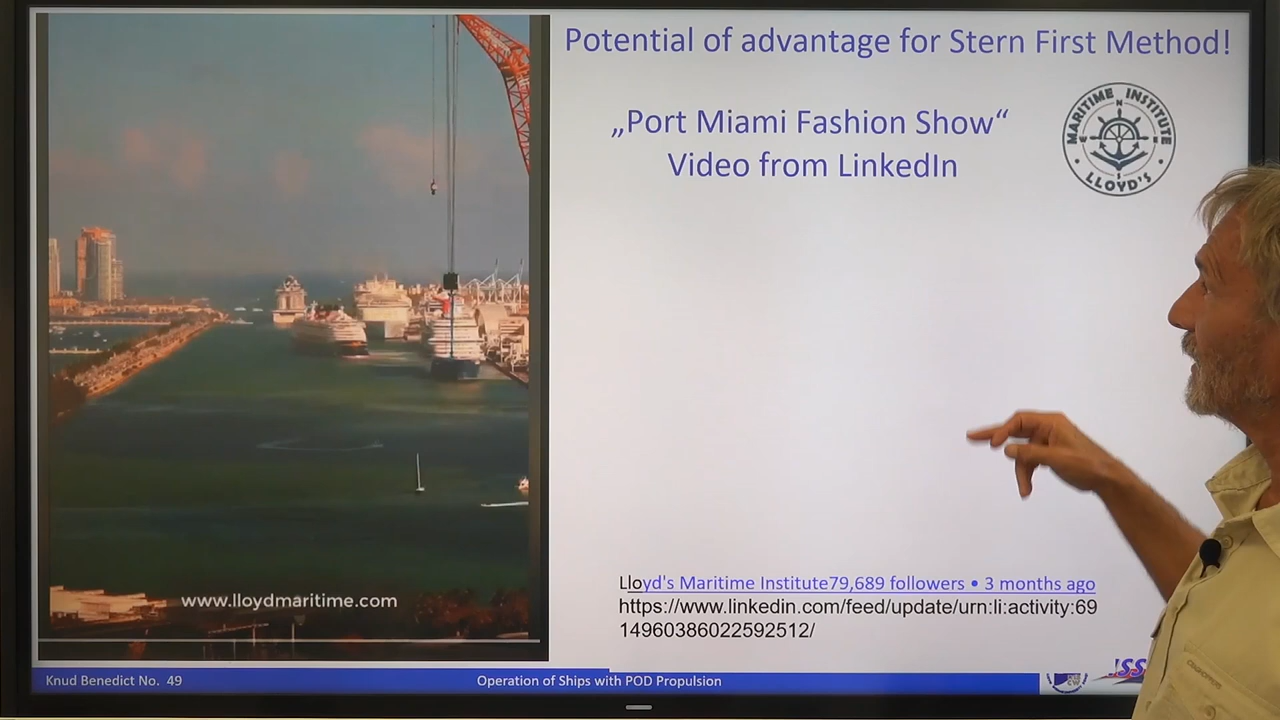 Potential of advantage for Stern First Method!
„Port Miami Fashion Show“
Video from LinkedIn
MARITIME INSTITUTE
LLOYD'S
www.lloydmaritime.com
Lloyd's Maritime Institute79,689 followers • 3 months ago
https://www.linkedin.com/feed/update/urn:li:activity:69
14960386022592512/
Knud Benedict No. 49
Operation of Ships with POD Propulsion